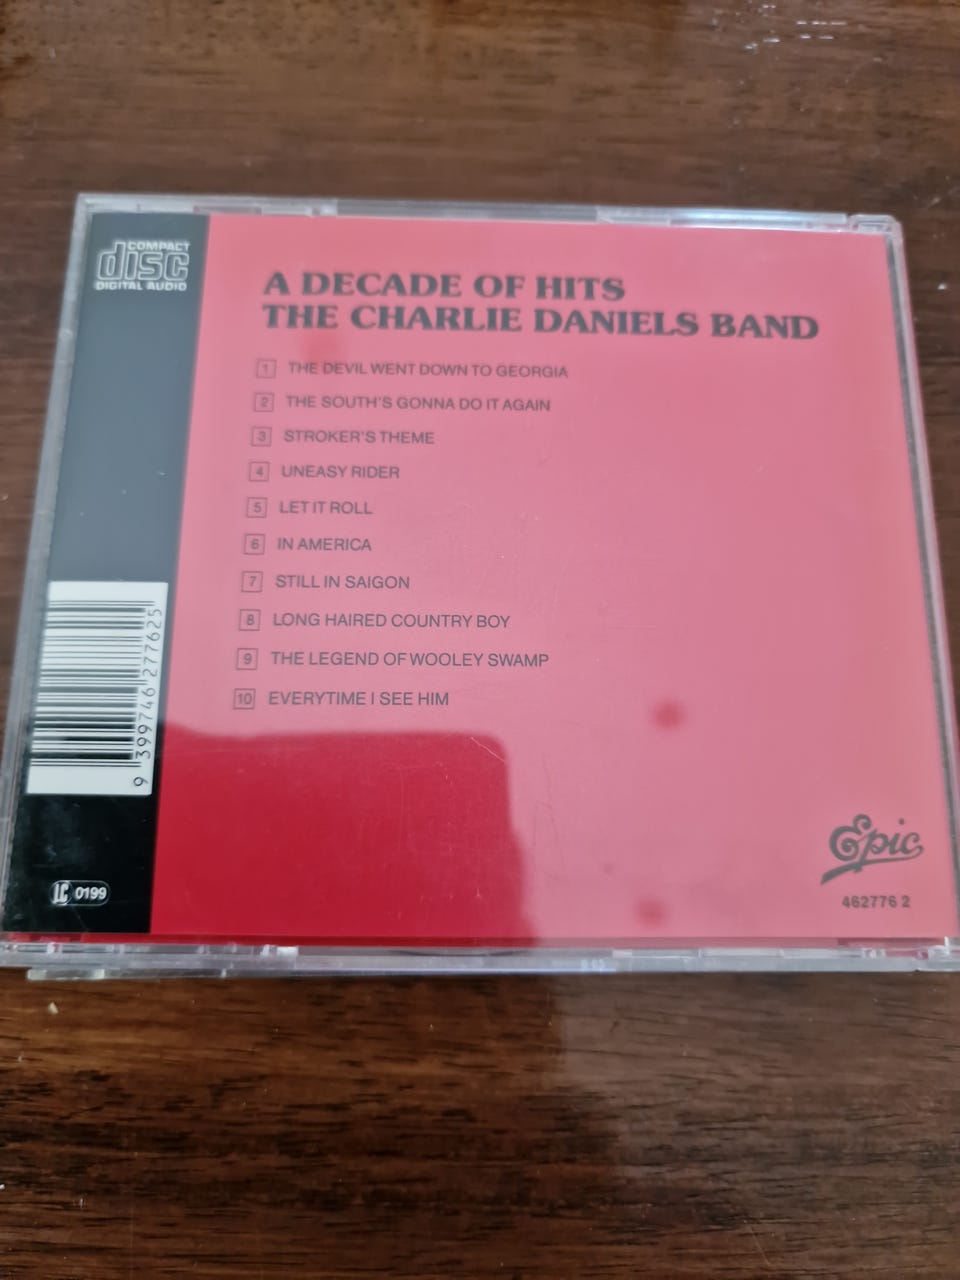 COMPACT
disc
DIGITAL AUDIO
A DECADE OF HITS
THE CHARLIE DANIELS BAND
1 THE DEVIL WENT DOWN TO GEORGIA
2 THE SOUTH'S GONNA DO IT AGAIN
3 STROKER'S THEME
4 UNEASY RIDER
5 LET IT ROLL
6 IN AMERICA
7 STILL IN SAIGON
8 LONG HAIRED COUNTRY BOY
9 THE LEGEND OF WOOLEY SWAMP
10 EVERYTIME I SEE HIM
9 399746 277625
LC 0199
Epic
462776 2